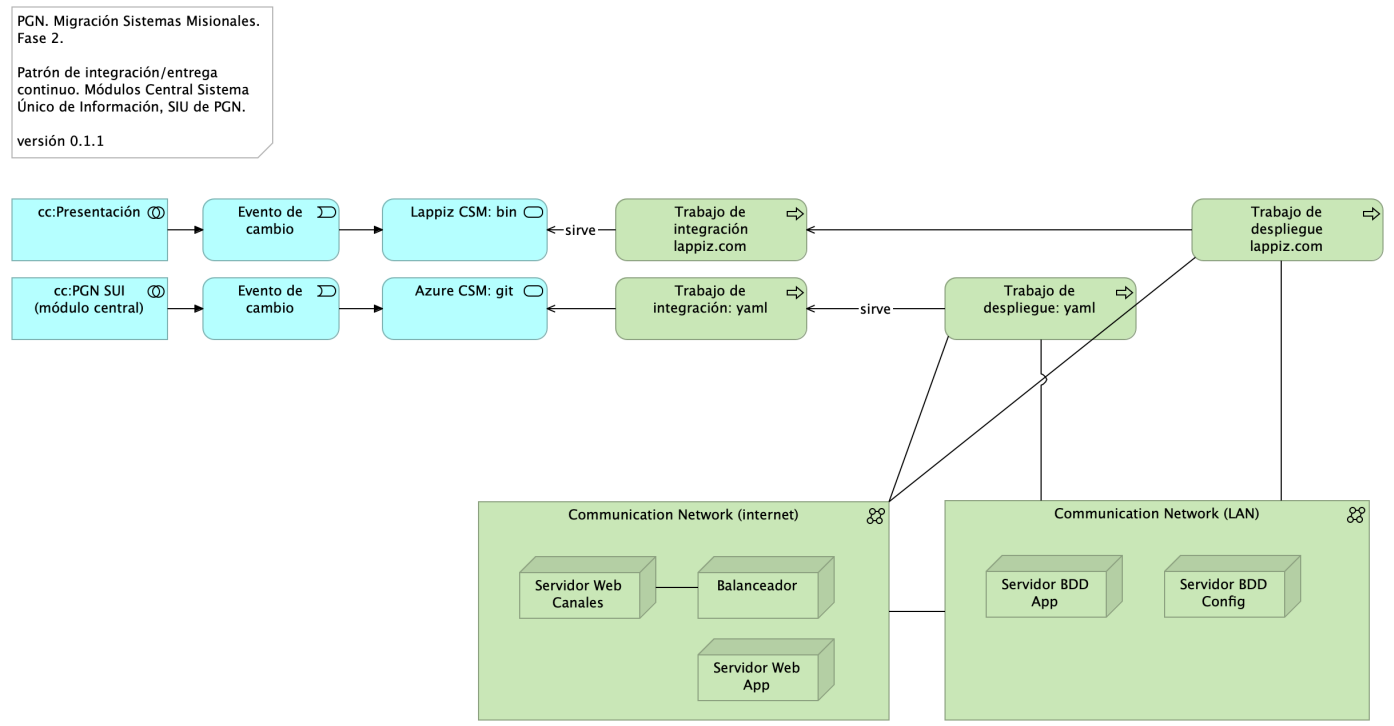 PGN. Migración Sistemas Misionales.
Fase 2.
Patrón de integración/entrega
continuo. Módulos Central Sistema
Único de Información, SIU de PGN.
versión 0.1.1
cc:Presentación
Evento de
cambio
Lappiz CSM: bin
sirve
Trabajo de
integración
lappiz.com
Trabajo de
despliegue
lappiz.com
cc:PGN SUI
(módulo central)
Evento de
cambio
Azure CSM: git
Trabajo de
integración: yaml
sirve
Trabajo de
despliegue: yaml
Communication Network (internet)
Servidor Web
Canales
Balanceador
Servidor Web
App
Communication Network (LAN)
Servidor BDD
App
Servidor BDD
Config